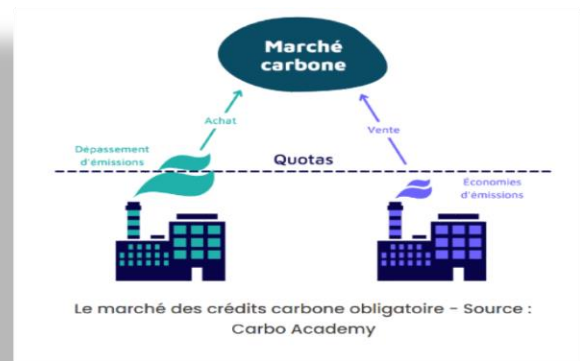 Marché
carbone
Achat
Vente
Dépassement
d'émissions
Quotas
Économies
d'émissions
Le marché des crédits carbone obligatoire - Source :
Carbo Academy